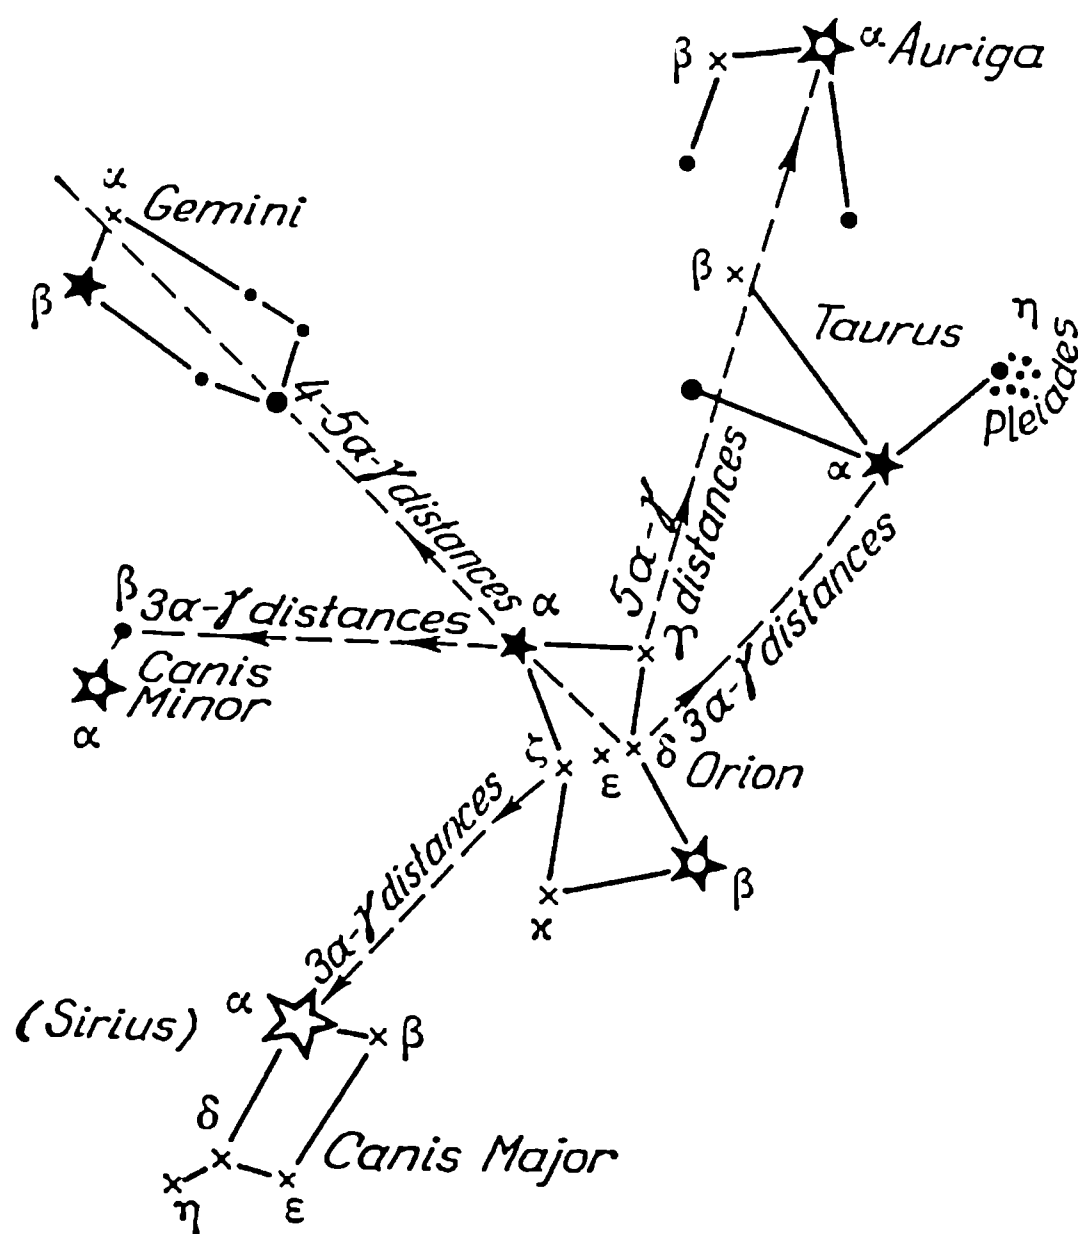 β
α Auriga
α
Gemini
β
β
Taurus
η
Pleiades
α
4-5α-γ distances
5α-γ
distances
3α-γ distances
β
3α-γ distances
α
γ
Canis
Minor
α
ζ
ε
δ
Orion
β
ϰ
3α-γ distances
(Sirius)
α
β
δ
Canis Major
η
ε